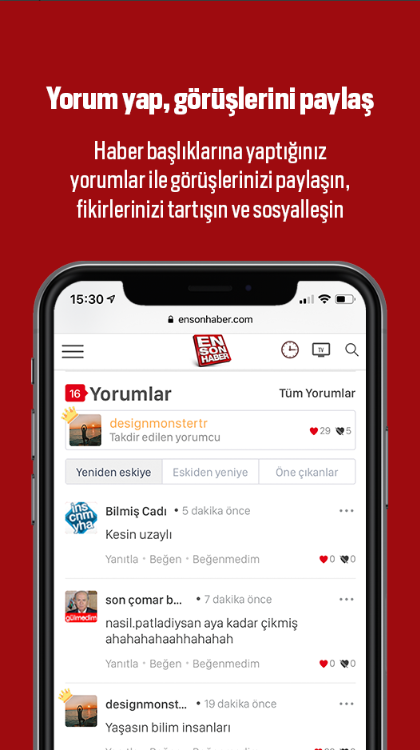 Yorum yap, görüşlerini paylaş
Haber başlıklarına yaptığınız
yorumlar ile görüşlerinizi paylaşın,
fikirlerinizi tartışın ve sosyalleşin
15:30
ensonhaber.com
EN
SON
HABER
TV
16 Yorumlar
Tüm Yorumlar
designmonstertr
Takdir edilen yorumcu
29 5
Yeniden eskiye
Eskiden yeniye
Öne çıkanlar
inscnmyna
Bilmiş Cadı • 5 dakika önce
Kesin uzaylı
Yanıtla • Beğen • Beğenmedim
0 0
gülmedim
son çomar b... • 7 dakika önce
nasil.patladiysan aya kadar çikmiş
ahahahahaahhahahah
Yanıtla • Beğen • Beğenmedim
0 0
designmonst... • 19 dakika önce
Yaşasın bilim insanları